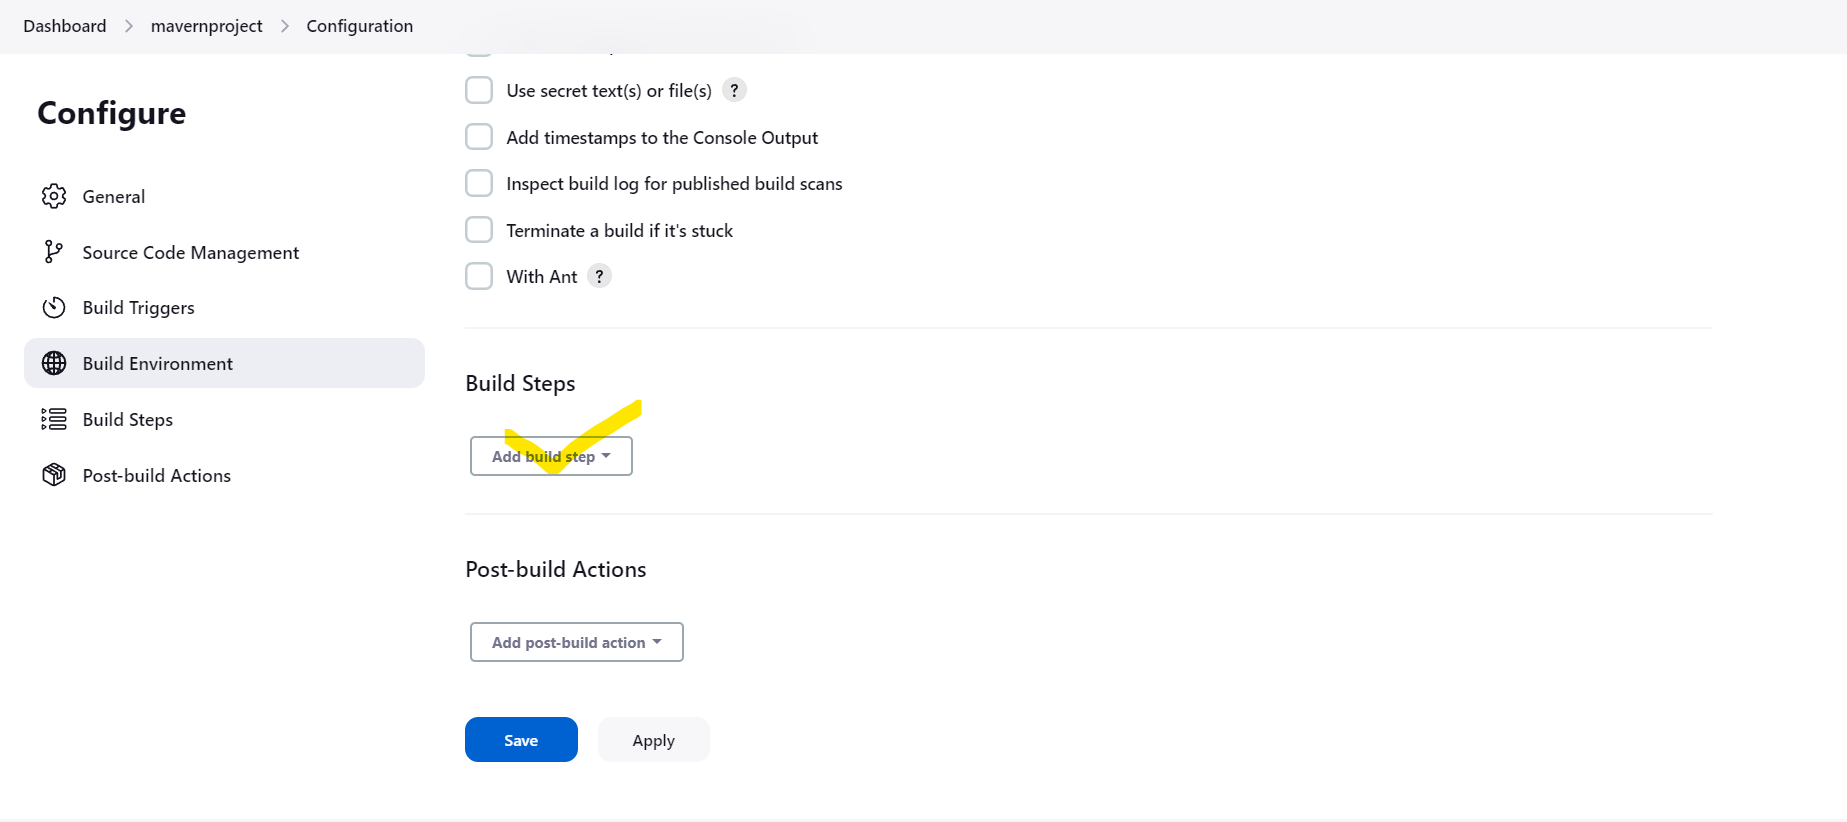 Dashboard > mavernproject > Configuration
Configure
General
Source Code Management
Build Triggers
Build Environment
Build Steps
Post-build Actions
Use secret text(s) or file(s) ?
Add timestamps to the Console Output
Inspect build log for published build scans
Terminate a build if it's stuck
With Ant ?
Build Steps
Add build step
Post-build Actions
Add post-build action
Save
Apply